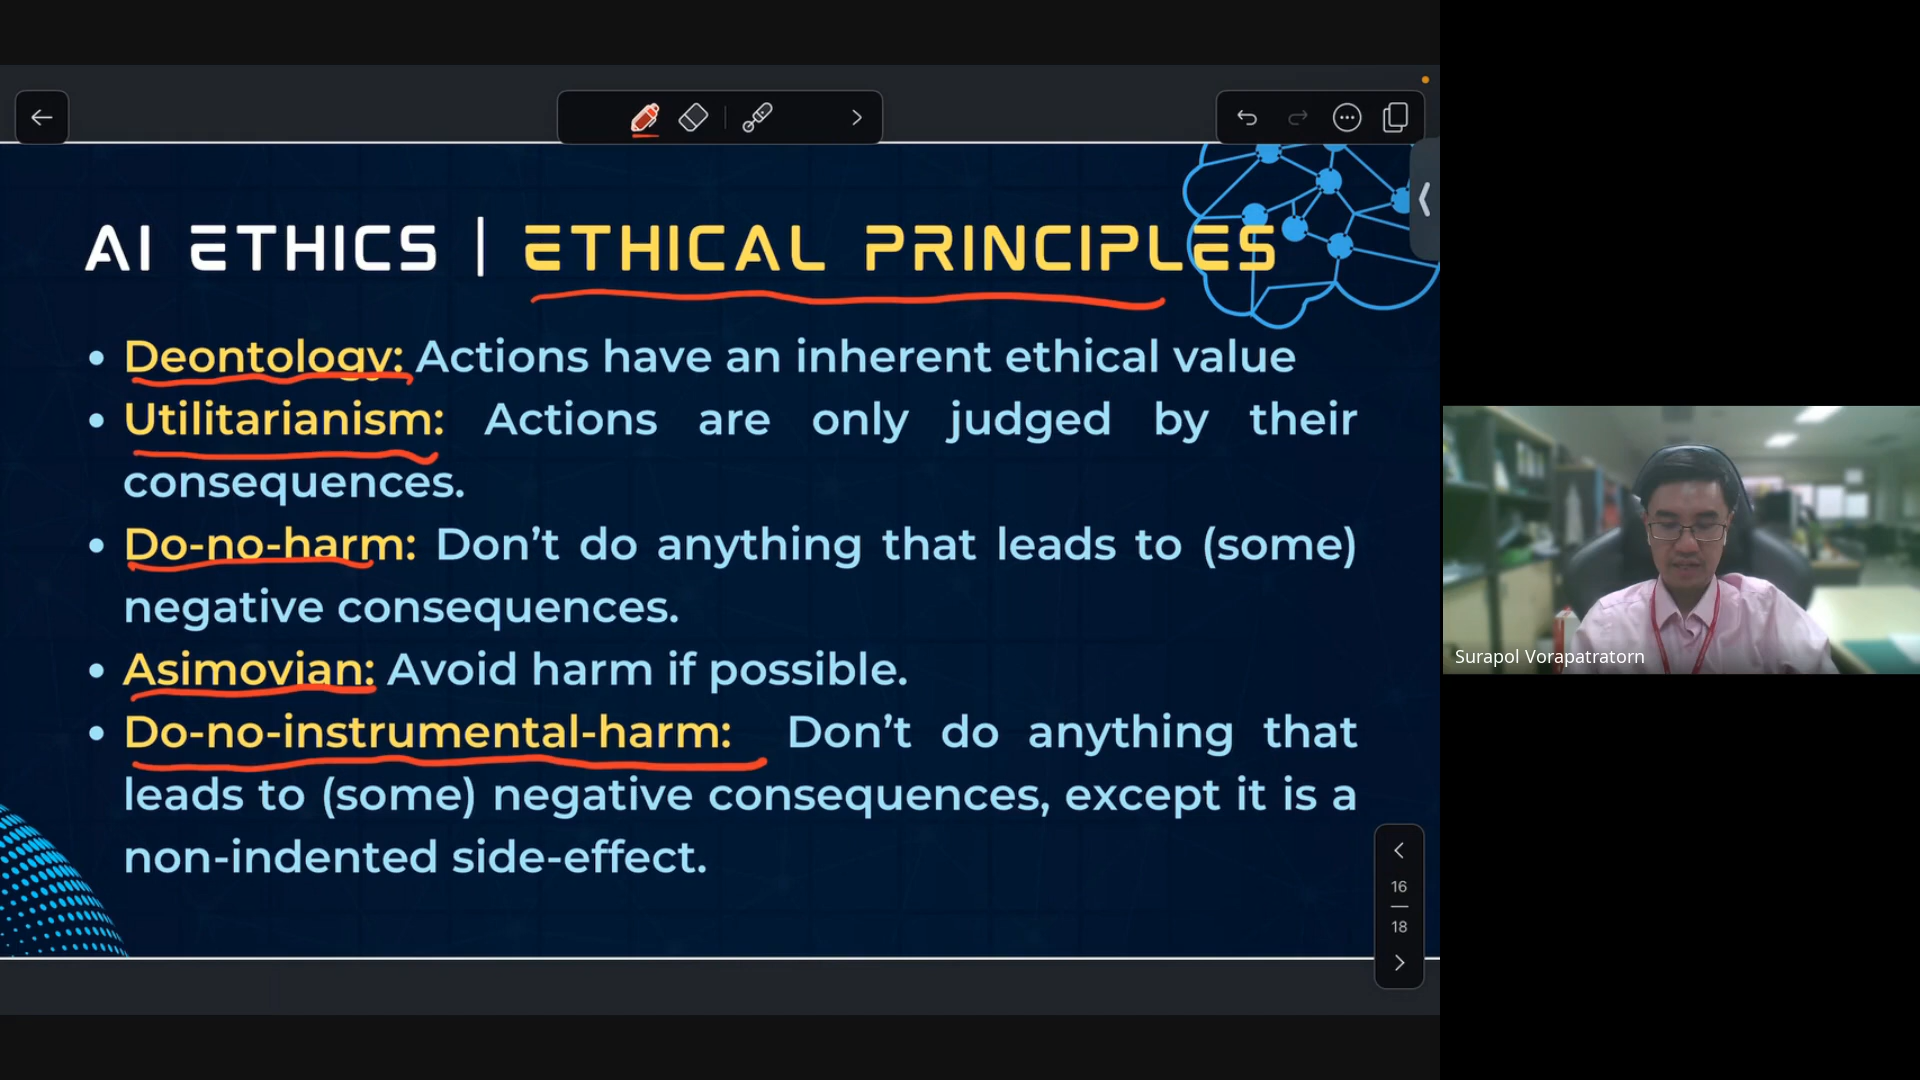 AI ETHICS | ETHICAL PRINCIPLES
• Deontology: Actions have an inherent ethical value
• Utilitarianism: Actions are only judged by their
consequences.
• Do-no-harm: Don't do anything that leads to (some)
negative consequences.
• Asimovian: Avoid harm if possible.
• Do-no-instrumental-harm: Don't do anything that
leads to (some) negative consequences, except it is a
non-indented side-effect.
16
18
Surapol Vorapatratorn